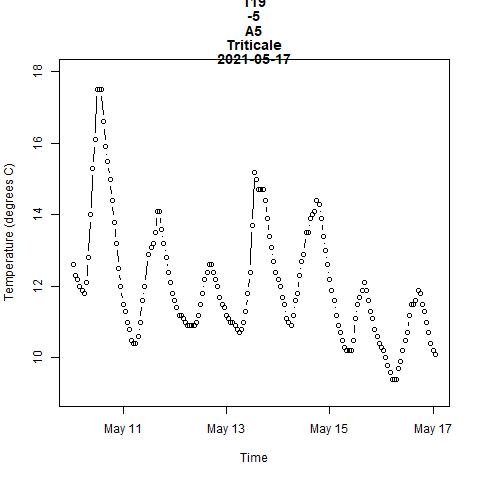 T19
-5
A5
Triticale
2021-05-17
Temperature (degrees C)
18
16
14
12
10
May 11
May 13
May 15
May 17
Time